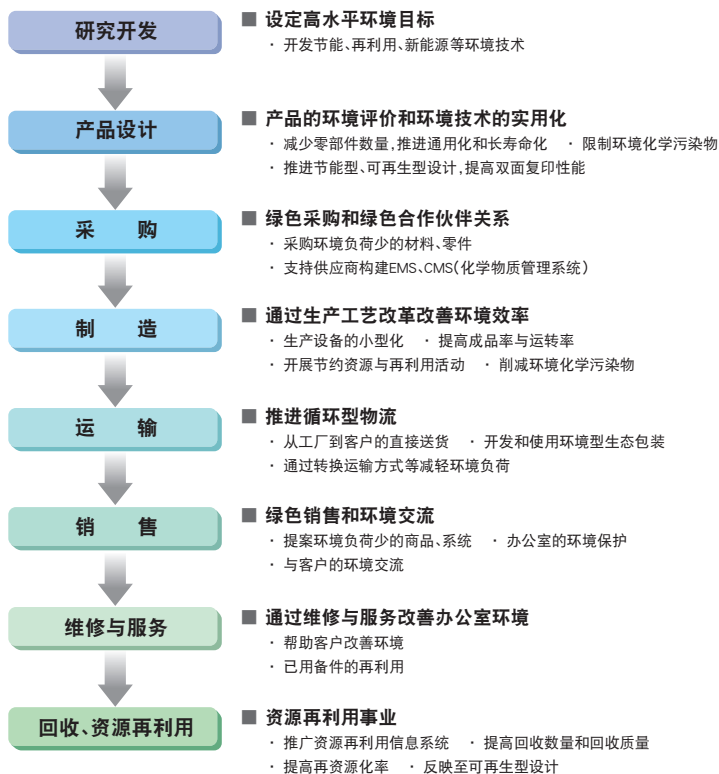 研究开发
■ 设定高水平环境目标
· 开发节能、再利用、新能源等环境技术
产品设计
■ 产品的环境评价和环境技术的实用化
· 减少零部件数量,推进通用化和长寿命化 · 限制环境化学污染物
· 推进节能型、可再生型设计,提高双面复印性能
采 购
■ 绿色采购和绿色合作伙伴关系
· 采购环境负荷少的材料、零件
· 支持供应商构建EMS、CMS(化学物质管理系统)
制 造
■ 通过生产工艺改革改善环境效率
· 生产设备的小型化 · 提高成品率与运转率
· 开展节约资源与再利用活动 · 削减环境化学污染物
运 输
■ 推进循环型物流
· 从工厂到客户的直接送货 · 开发和使用环境型生态包装
· 通过转换运输方式等减轻环境负荷
销 售
■ 绿色销售和环境交流
· 提案环境负荷少的商品、系统 · 办公室的环境保护
· 与客户的环境交流
维修与服务
■ 通过维修与服务改善办公室环境
· 帮助客户改善环境
· 已用备件的再利用
回收、资源再利用
■ 资源再利用事业
· 推广资源再利用信息系统 · 提高回收数量和回收质量
· 提高再资源化率 · 反映至可再生型设计